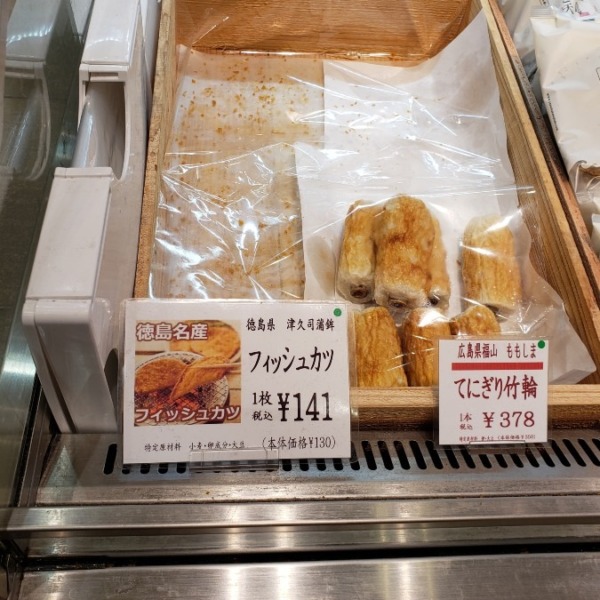 徳島名産
フィッシュカツ
徳島県 津久司蒲鉾
フィッシュカツ
1枚
税込 ¥141
特定原材料 小麦・卵成分・大豆
(本体価格¥130)
広島県福山 ももしま
てにぎり竹輪
1本
税込 ¥378